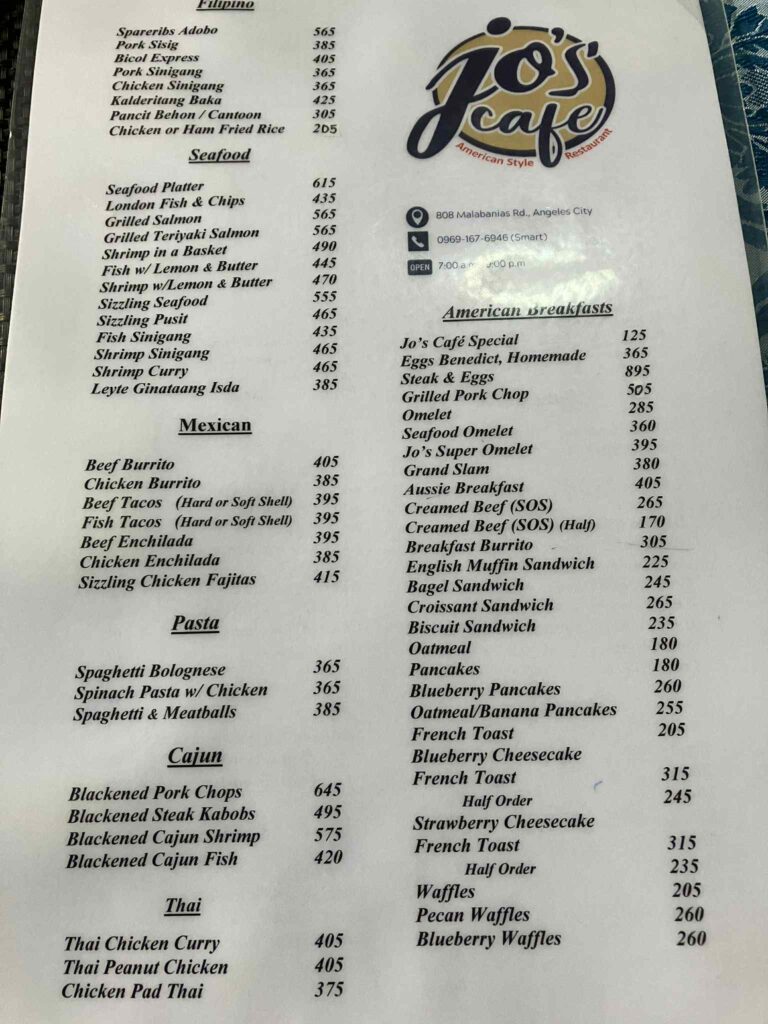 Filipino
Spareribs Adobo 565
Pork Sisig 385
Bicol Express 405
Pork Sinigang 365
Chicken Sinigang 365
Kalderitang Baka 425
Pancit Behon / Cantoon 305
Chicken or Ham Fried Rice 205
Seafood
Seafood Platter 615
London Fish & Chips 435
Grilled Salmon 565
Grilled Teriyaki Salmon 565
Shrimp in a Basket 490
Fish w/ Lemon & Butter 445
Shrimp w/Lemon & Butter 470
Sizzling Seafood 555
Sizzling Pusit 465
Fish Sinigang 435
Shrimp Sinigang 465
Shrimp Curry 465
Leyte Ginataang Isda 385
Mexican
Beef Burrito 405
Chicken Burrito 385
Beef Tacos (Hard or Soft Shell) 395
Fish Tacos (Hard or Soft Shell) 395
Beef Enchilada 395
Chicken Enchilada 385
Sizzling Chicken Fajitas 415
Pasta
Spaghetti Bolognese 365
Spinach Pasta w/ Chicken 365
Spaghetti & Meatballs 385
Cajun
Blackened Pork Chops 645
Blackened Steak Kabobs 495
Blackened Cajun Shrimp 575
Blackened Cajun Fish 420
Thai
Thai Chicken Curry 405
Thai Peanut Chicken 405
Chicken Pad Thai 375
jo's'
cafe
American Style Restaurant
808 Malabanias Rd., Angeles City
0969-167-6946 (Smart)
OPEN 7:00 a.m :00 p.m
American Breakfasts
Jo's Café Special 125
Eggs Benedict, Homemade 365
Steak & Eggs 895
Grilled Pork Chop 505
Omelet 285
Seafood Omelet 360
Jo's Super Omelet 395
Grand Slam 380
Aussie Breakfast 405
Creamed Beef (SOS) 265
Creamed Beef (SOS) (Half) 170
Breakfast Burrito 305
English Muffin Sandwich 225
Bagel Sandwich 245
Croissant Sandwich 265
Biscuit Sandwich 235
Oatmeal 180
Pancakes 180
Blueberry Pancakes 260
Oatmeal/Banana Pancakes 255
French Toast 205
Blueberry Cheesecake
French Toast 315
Half Order 245
Strawberry Cheesecake
French Toast 315
Half Order 235
Waffles 205
Pecan Waffles 260
Blueberry Waffles 260